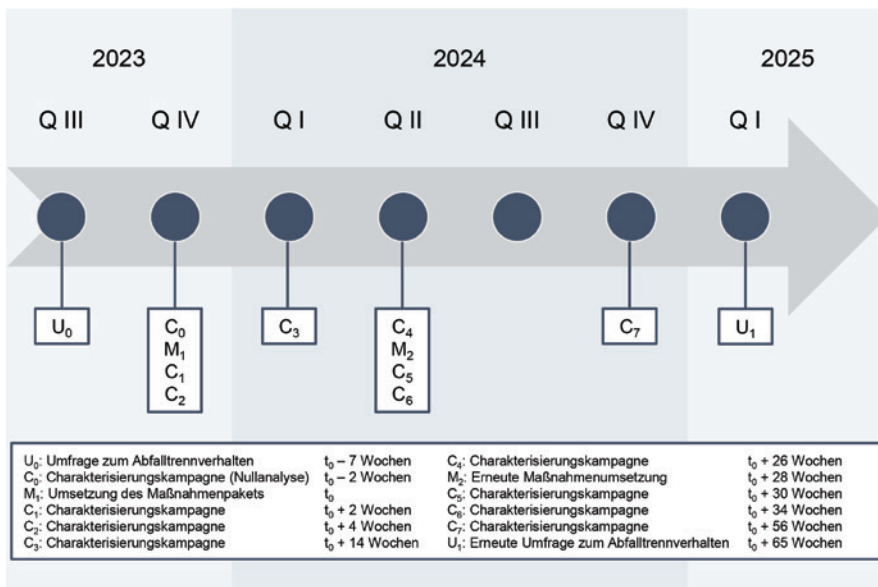 2023 2024 2025
Q III Q IV Q I Q II Q III Q IV Q I
U₀ C₀ C₃ C₄ C₇ U₁
M₁ M₂
C₁ C₅
C₂ C₆
U₀: Umfrage zum Abfalltrennverhalten t₀ – 7 Wochen
C₀: Charakterisierungskampagne (Nullanalyse) t₀ – 2 Wochen
M₁: Umsetzung des Maßnahmenpakets t₀
C₁: Charakterisierungskampagne t₀ + 2 Wochen
C₂: Charakterisierungskampagne t₀ + 4 Wochen
C₃: Charakterisierungskampagne t₀ + 14 Wochen
C₄: Charakterisierungskampagne t₀ + 26 Wochen
M₂: Erneute Maßnahmenumsetzung t₀ + 28 Wochen
C₅: Charakterisierungskampagne t₀ + 30 Wochen
C₆: Charakterisierungskampagne t₀ + 34 Wochen
C₇: Charakterisierungskampagne t₀ + 56 Wochen
U₁: Erneute Umfrage zum Abfalltrennverhalten t₀ + 65 Wochen